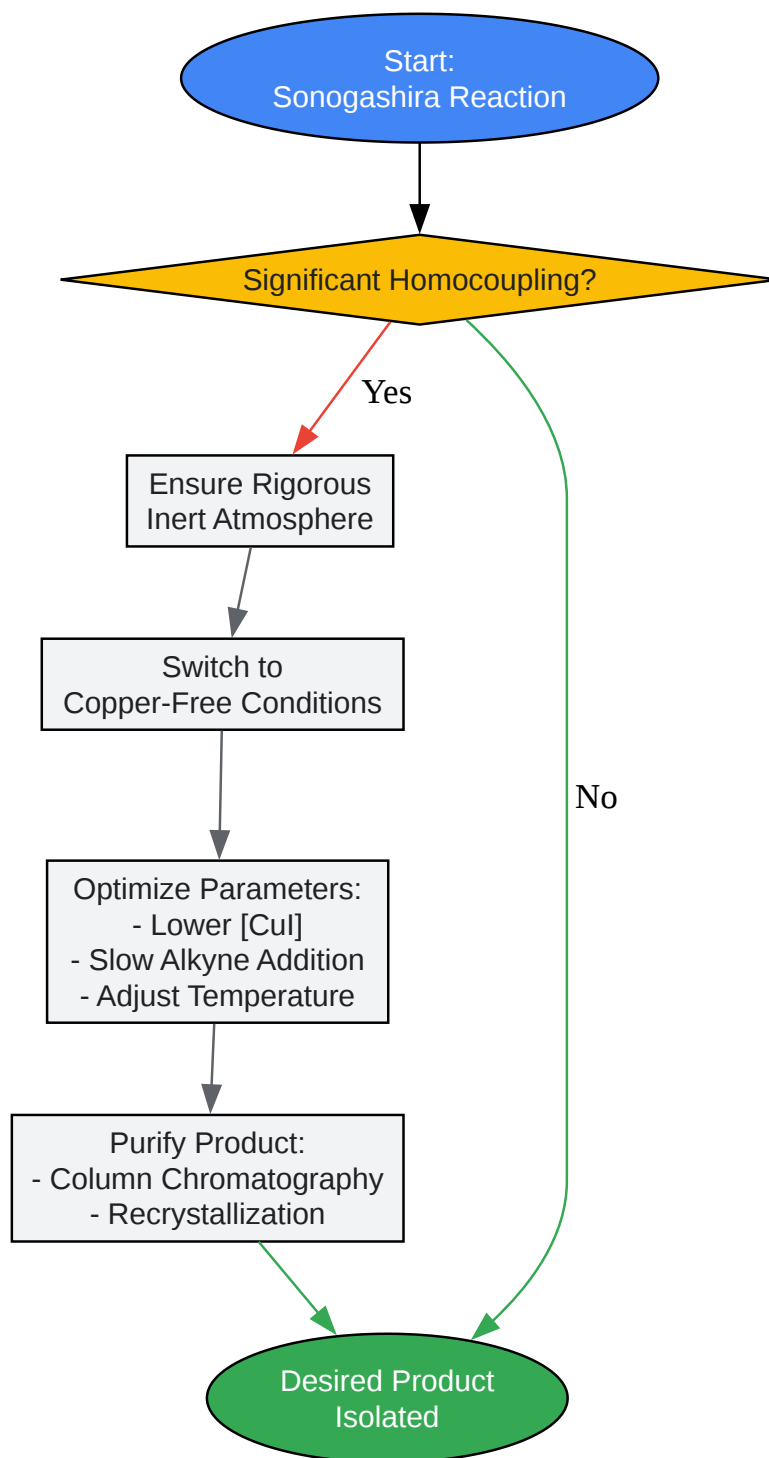 Start:
Sonogashira Reaction
Significant Homocoupling?
Yes
Ensure Rigorous
Inert Atmosphere
Switch to
Copper-Free Conditions
No
Optimize Parameters:
- Lower [CuI]
- Slow Alkyne Addition
- Adjust Temperature
Purify Product:
- Column Chromatography
- Recrystallization
Desired Product
Isolated